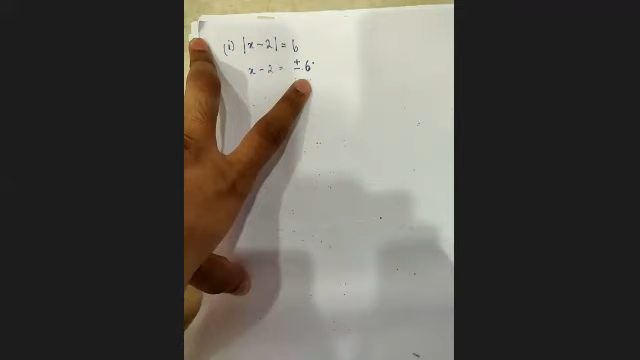 (i) |x - 2| = 6
x - 2 = ± 6